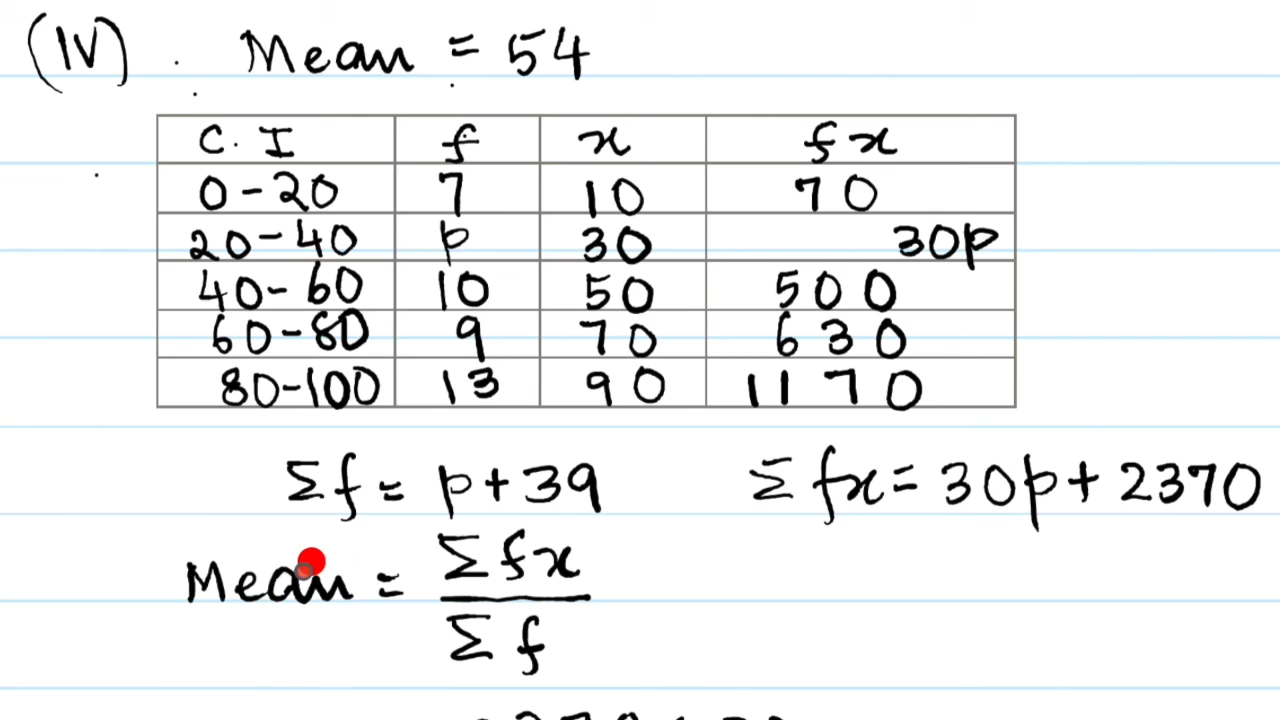 (IV) . Mean = 54
C. I f x fx
0-20 7 10 70
20-40 p 30 30p
40-60 10 50 500
60-80 9 70 630
80-100 13 90 1170
Σf = p+39 Σfx = 30p+2370
Mean = Σfx
Σf